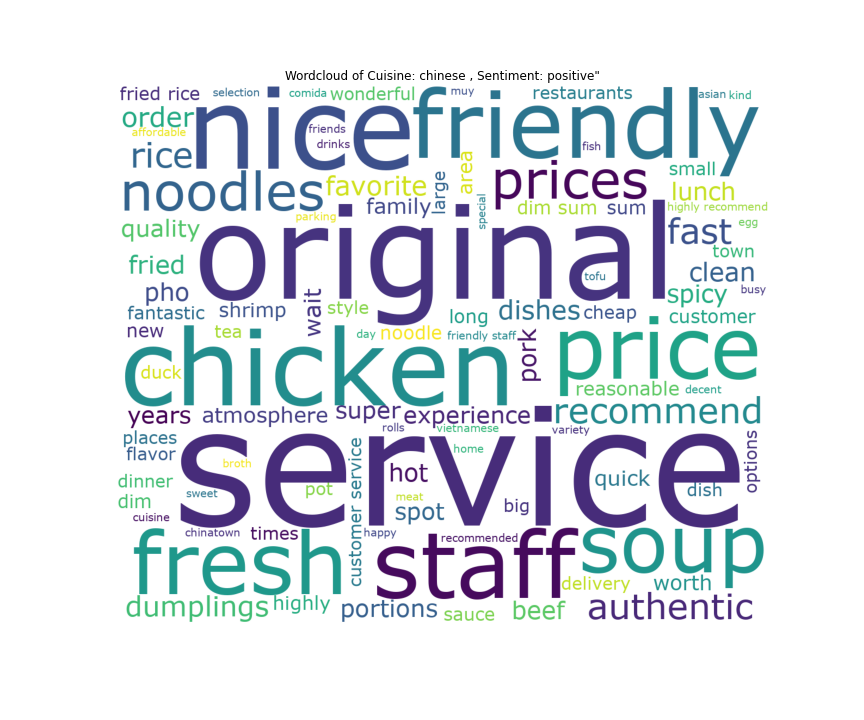 Wordcloud of Cuisine: chinese , Sentiment: positive"
fried rice selection comida wonderful muy restaurants asian kind
order nice friendly
affordable friends drinks fish
rice area small
noodles favorite large prices lunch
family special dim sum sum highly recommend
parking egg
quality original fast town
fried tofu clean
pho spicy busy
fantastic shrimp wait style long dishes cheap customer
new tea day noodle friendly staff
chicken pork price
duck reasonable decent
years atmosphere super experience recommend
rolls vietnamese variety
places service home options
flavor broth customer service hot quick
dinner sweet pot meat dish
dim spot big
cuisine chinatown times happy recommended
fresh staff soup
delivery worth
dumplings highly portions sauce beef authentic